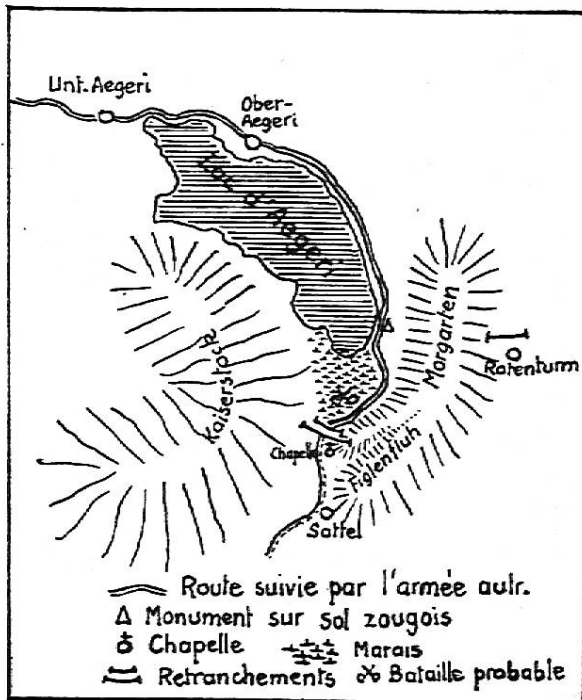 Unt. Aegeri
Ober-
Aegeri
Lac d'Aegeri
Morgarten
Kaiserstock
Rotenturm
Chapelle
Figlenfluh
Sattel
Route suivie par l'armée autr.
Monument sur sol zougois
Chapelle
Marais
Retranchements
Bataille probable